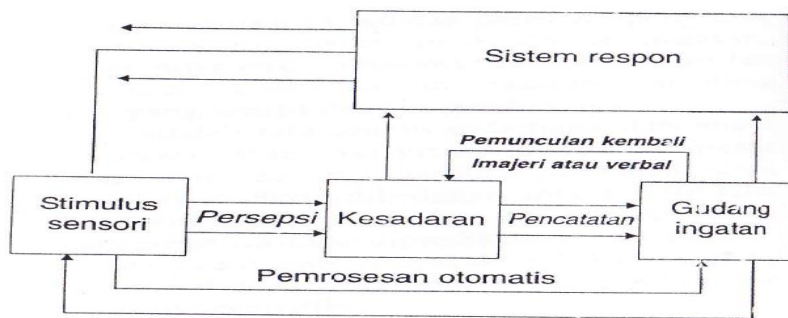 Sistem respon
Pemunculan kembali
Imajeri atau verbal
Stimulus
sensori
Persepsi
Kesadaran
Pencatatan
Gudang
ingatan
Pemrosesan otomatis